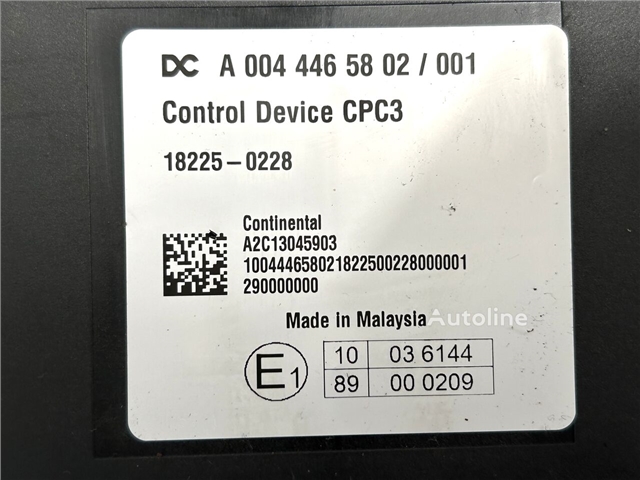 DC A 004 446 58 02 / 001
Control Device CPC3
18225-0228
Continental
A2C13045903
10044465802182250022800001
290000000
Made in Malaysia
Autoline
E1
10 03 6144
89 00 0209